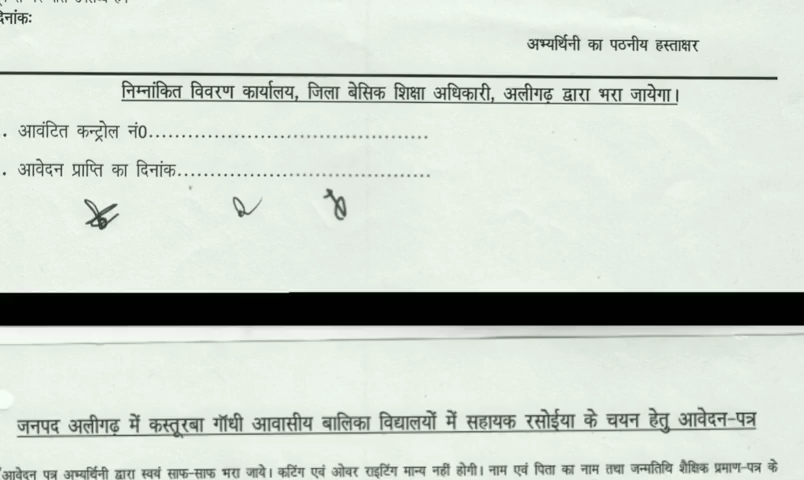 दिनांकः
अभ्यर्थिनी का पठनीय हस्ताक्षर
निम्नांकित विवरण कार्यालय, जिला बेसिक शिक्षा अधिकारी, अलीगढ़ द्वारा भरा जायेगा।
. आवंटित कन्ट्रोल नं0................................................
. आवेदन प्राप्ति का दिनांक...........................................
जनपद अलीगढ़ में कस्तूरबा गाँधी आवासीय बालिका विद्यालयों में सहायक रसोईया के चयन हेतु आवेदन-पत्र
आवेदन पत्र अभ्यर्थिनी द्वारा स्वयं साफ-साफ भरा जाये। कटिंग एवं ओवर राइटिंग मान्य नहीं होगी। नाम एवं पिता का नाम तथा जन्मतिथि शैक्षिक प्रमाण-पत्र के